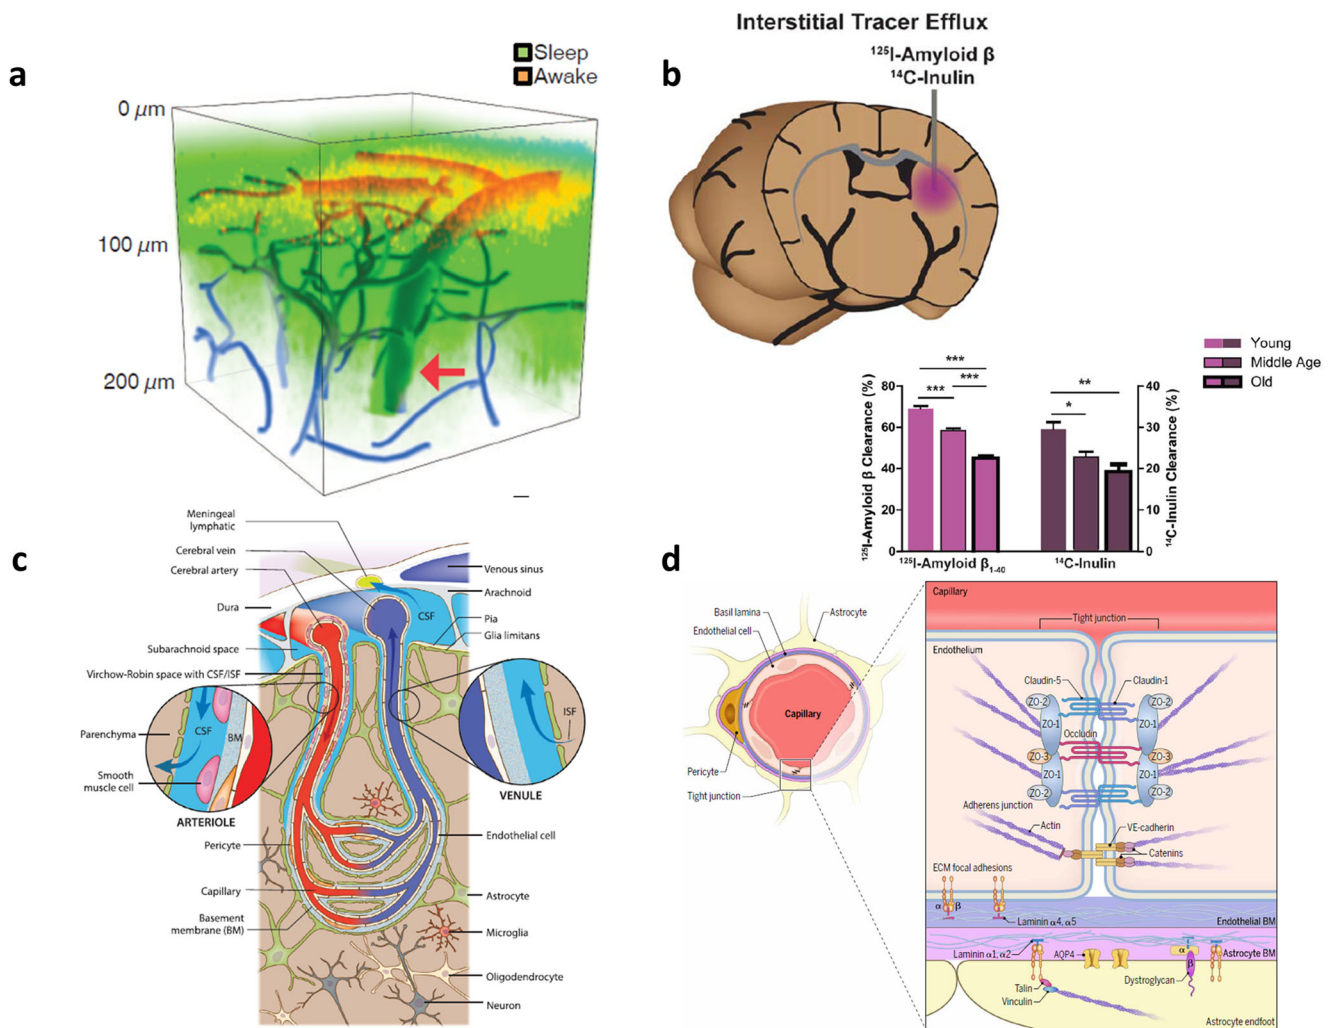 a
Sleep
Awake
0 μm
100 μm
200 μm
b
Interstitial Tracer Efflux
¹²⁵I-Amyloid β
¹⁴C-Inulin
Young
Middle Age
Old
***
***
***
**
*
¹²⁵I-Amyloid β Clearance (%)
80
60
40
20
0
40
30
20
10
0
¹⁴C-Inulin Clearance (%)
¹²⁵I-Amyloid β₁₋₄₀
¹⁴C-Inulin
c
Meningeal
lymphatic
Cerebral vein
Cerebral artery
Dura
Subarachnoid space
Virchow-Robin space with CSF/ISF
Parenchyma
Smooth
muscle cell
CSF
BM
ARTERIOLE
Pericyte
Capillary
Basement
membrane (BM)
Venous sinus
Arachnoid
CSF
Pia
Glia limitans
ISF
VENULE
Endothelial cell
Astrocyte
Microglia
Oligodendrocyte
Neuron
d
Basil lamina
Endothelial cell
Astrocyte
Capillary
Pericyte
Tight junction
Capillary
Tight junction
Endothelium
Claudin-5
Claudin-1
ZO-2
ZO-2
ZO-1
ZO-1
Occludin
ZO-3
ZO-3
ZO-1
ZO-1
ZO-2
ZO-2
Adherens junction
Actin
VE-cadherin
Catenins
ECM focal adhesions
α
β
Laminin α4, α5
Endothelial BM
Laminin α1, α2
AQP4
α
β
Astrocyte BM
Dystroglycan
Talin
Vinculin
Astrocyte endfoot